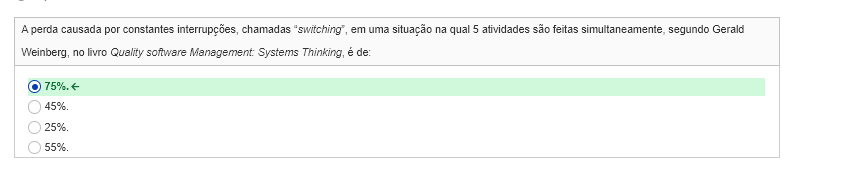 A perda causada por constantes interrupções, chamadas “switching”, em uma situação na qual 5 atividades são feitas simultaneamente, segundo Gerald
Weinberg, no livro Quality software Management: Systems Thinking, é de:
75%. ←
45%.
25%.
55%.